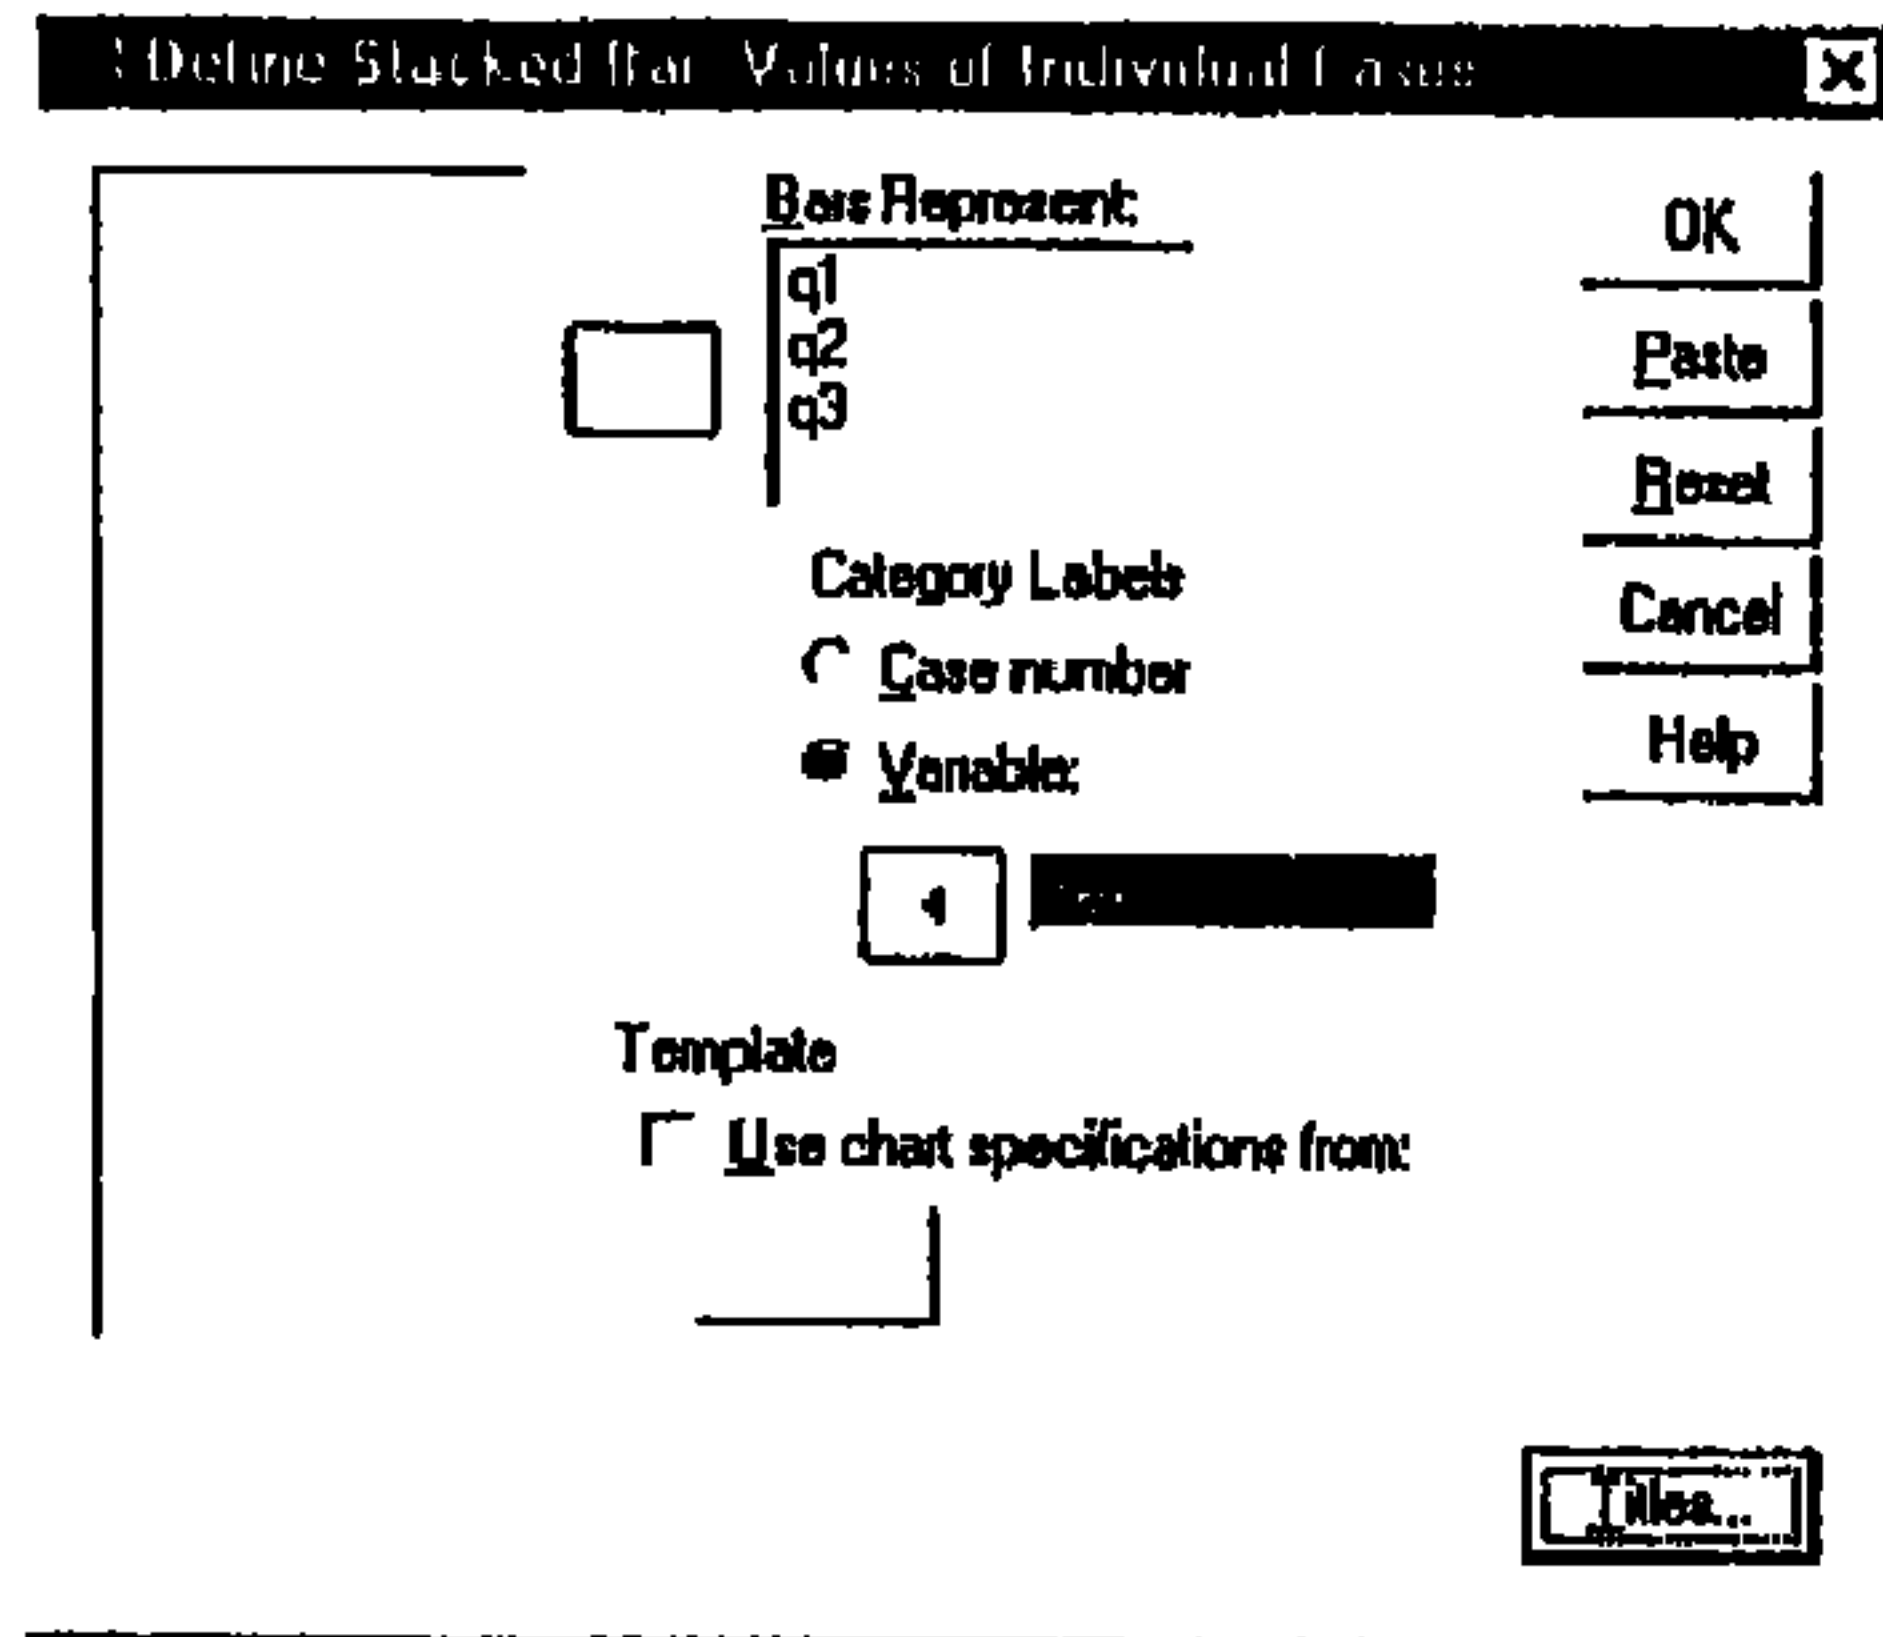 Define Stacked Bar Values of Individual Cases
Bars Represent:
q1
q2
q3
OK
Paste
Reset
Cancel
Help
Category Labels
Case number
Variable:
Template
Use chart specifications from:
Titles...